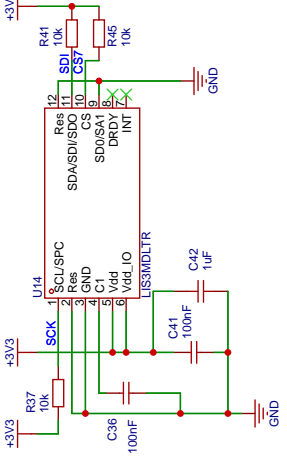 +3V3
R41
10k
R45
10k
SDI
CS7
GND
12
11
10
9
8
7
Res
SDA/SDI/SDO
CS
SD0/SA1
DRDY
INT
U14
LIS3MDLTR
SCL/SPC
Res
GND
C1
Vdd
Vdd_IO
1
2
3
4
5
6
SCK
+3V3
R37
10k
+3V3
C36
100nF
C41
100nF
C42
1uF
GND